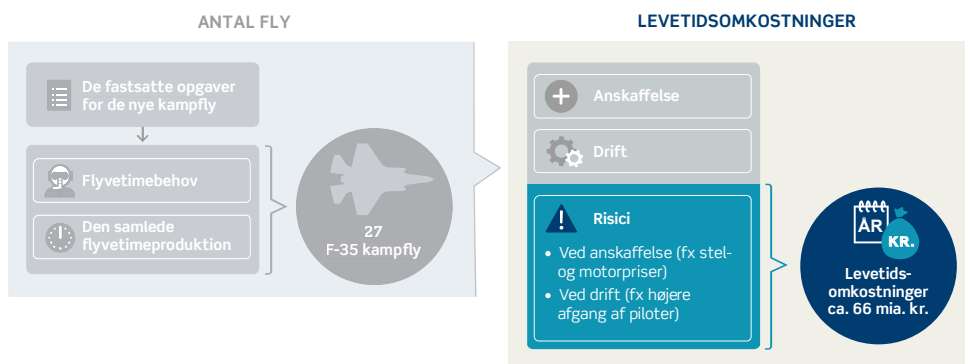 ANTAL FLY
De fastsatte opgaver
for de nye kampfly
Flyvetimebehov
Den samlede
flyvetimeproduktion
27
F-35 kampfly
LEVETIDSOMKOSTNINGER
Anskaffelse
Drift
Risici
• Ved anskaffelse (fx stel-
og motorpriser)
• Ved drift (fx højere
afgang af piloter)
ÅR
KR.
Levetids-
omkostninger
ca. 66 mia. kr.